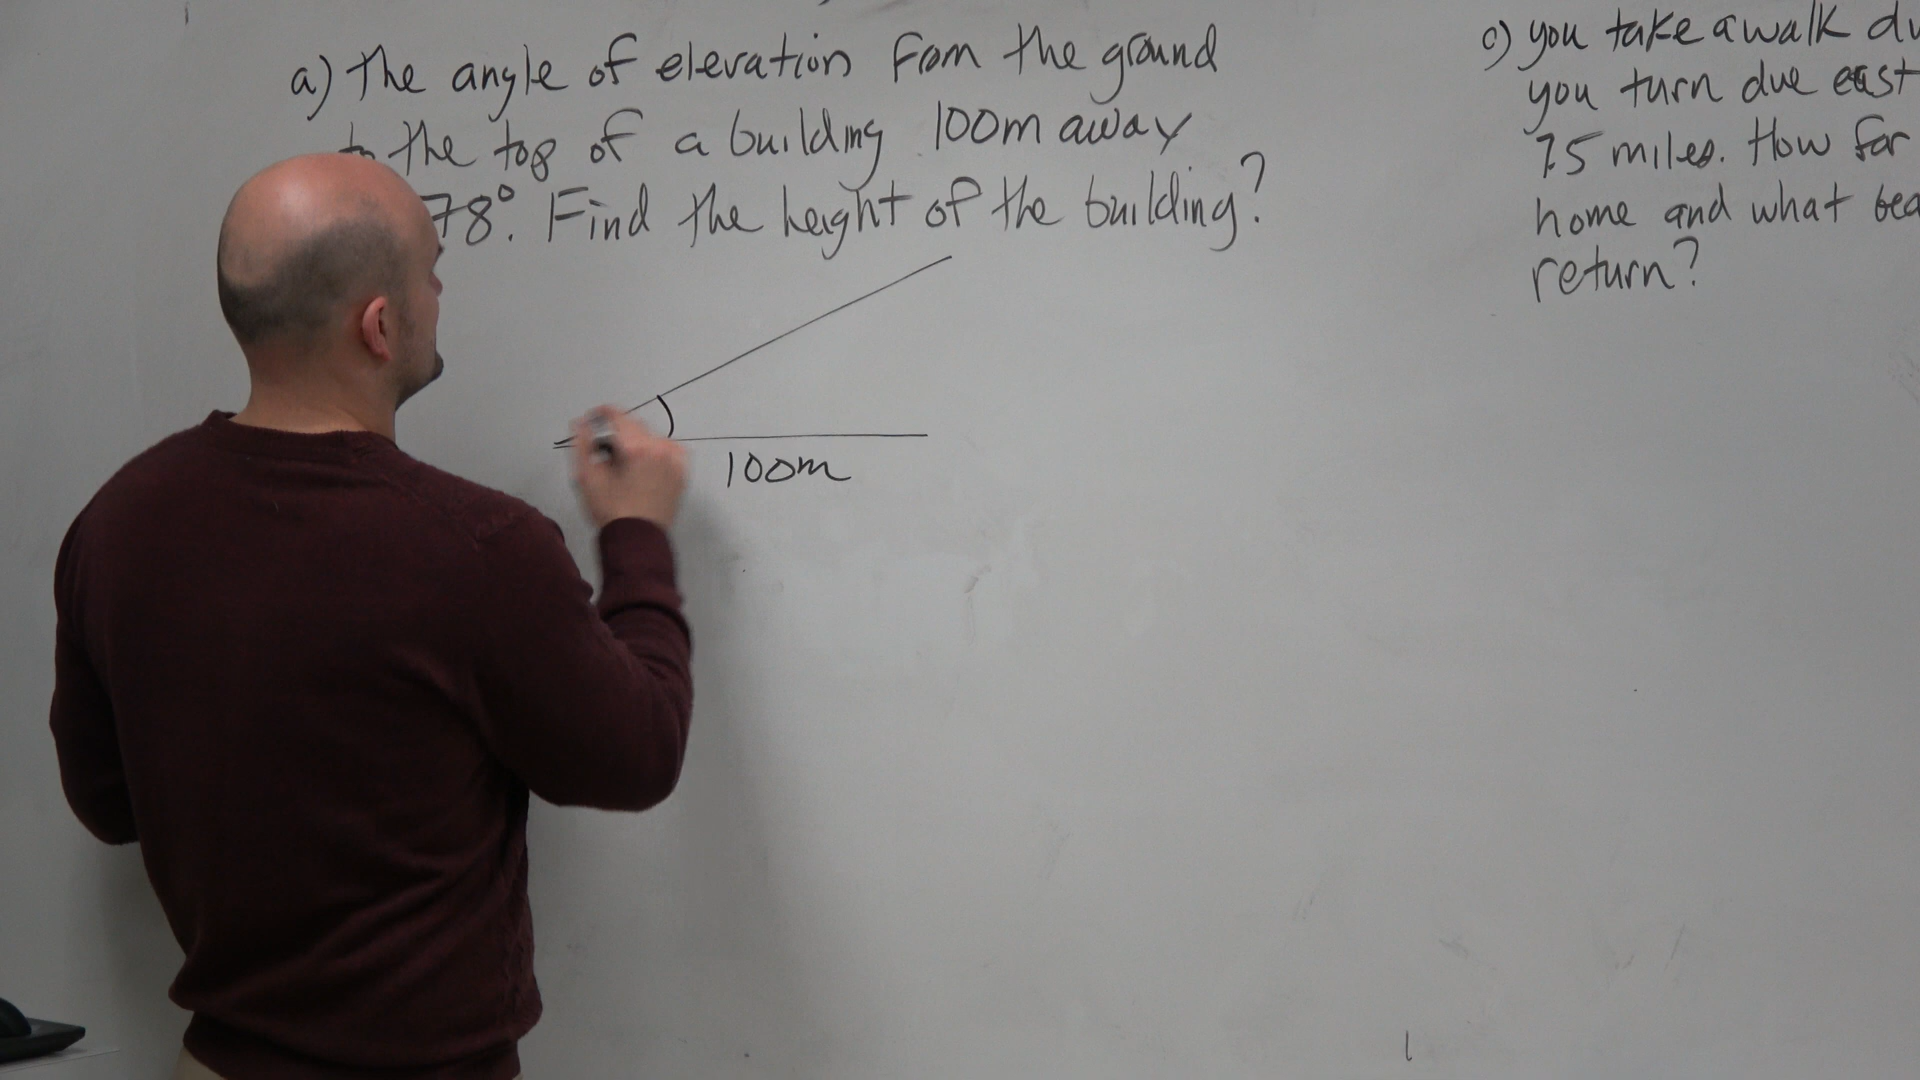 a) The angle of elevation from the ground
to the top of a building 100m away
78°. Find the height of the building?
100m
c) you take a walk
you turn due east
7.5 miles. How far
home and what
return?